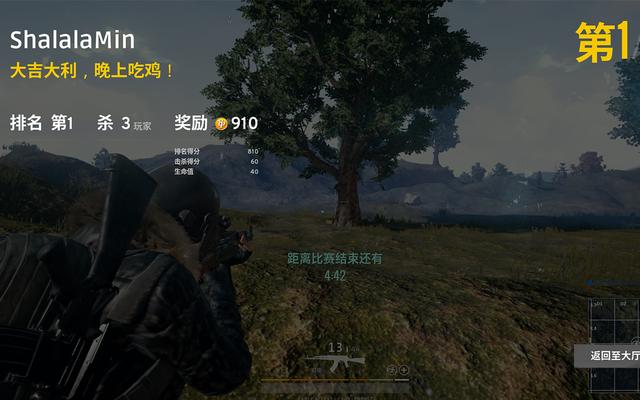 ShalalaMin
第1
大吉大利，晚上吃鸡！
排名 第1 杀 3 玩家 奖励 910
排名得分 810
击杀得分 60
生命值 40
距离比赛结束还有
4:42
13
返回至大厅